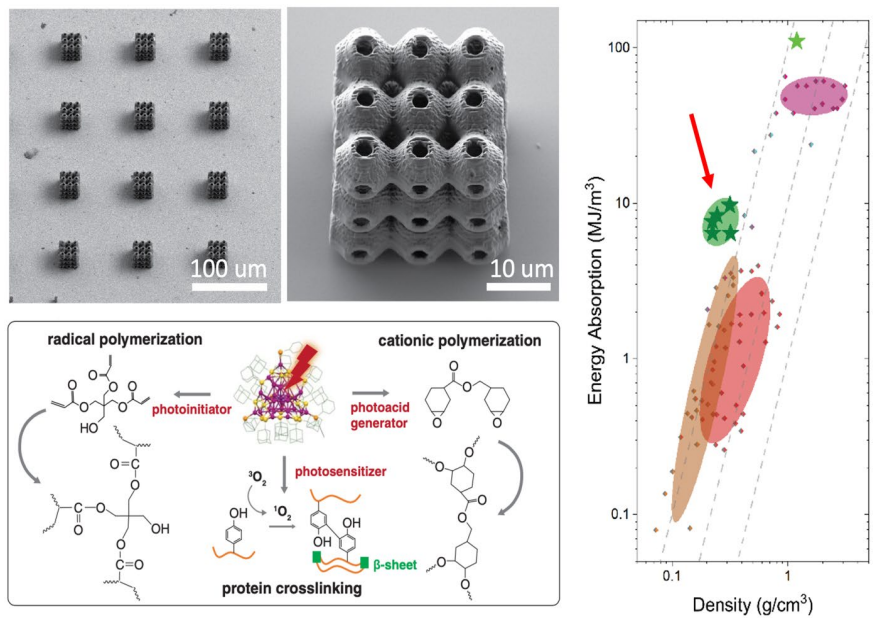 100 um
10 um
radical polymerization
cationic polymerization
O
O
O
O
O
O
HO
photoinitiator
photoacid
generator
O
O
O
O
photosensitizer
³O₂
¹O₂
OH
OH
OH
β-sheet
protein crosslinking
O
C
O
O
C
O
O
C
O
OH
O
C
O
O
O
O
O
O
O
100
10
1
0.1
Energy Absorption (MJ/m³)
0.1
1
Density (g/cm³)